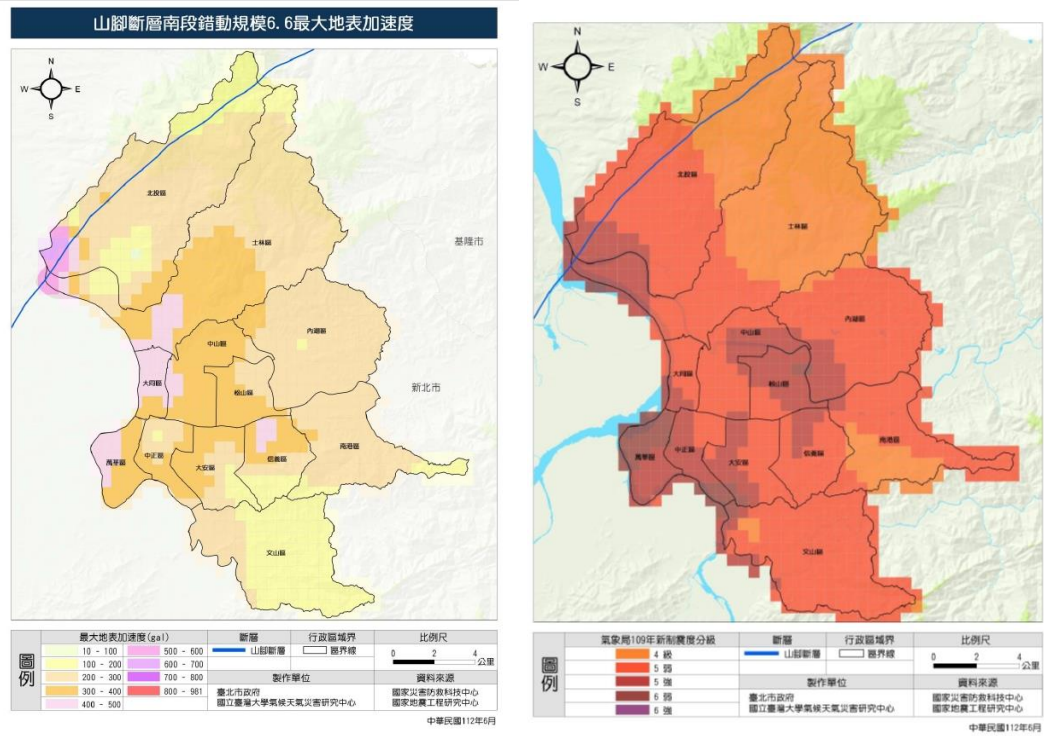 山腳斷層南段錯動規模6.6最大地表加速度
N
W
E
S
北投區
士林區
基隆市
內湖區
中山區
大同區
松山區
新北市
南港區
萬華區
中正區
大安區
信義區
文山區
圖例
最大地表加速度(gal)
10 - 100
100 - 200
200 - 300
300 - 400
400 - 500
500 - 600
600 - 700
700 - 800
800 - 981
斷層
山腳斷層
行政區域界
區界線
比例尺
0 2 4
公里
製作單位
臺北市政府
國立臺灣大學氣候天氣災害研究中心
資料來源
國家災害防救科技中心
國家地震工程研究中心
中華民國112年6月
N
W
E
S
北投區
士林區
內湖區
中山區
大同區
松山區
南港區
萬華區
中正區
大安區
信義區
文山區
圖例
氣象局109年新制震度分級
4 級
5 弱
5 強
6 弱
6 強
斷層
山腳斷層
行政區域界
區界線
比例尺
0 2 4
公里
製作單位
臺北市政府
國立臺灣大學氣候天氣災害研究中心
資料來源
國家災害防救科技中心
國家地震工程研究中心
中華民國112年6月